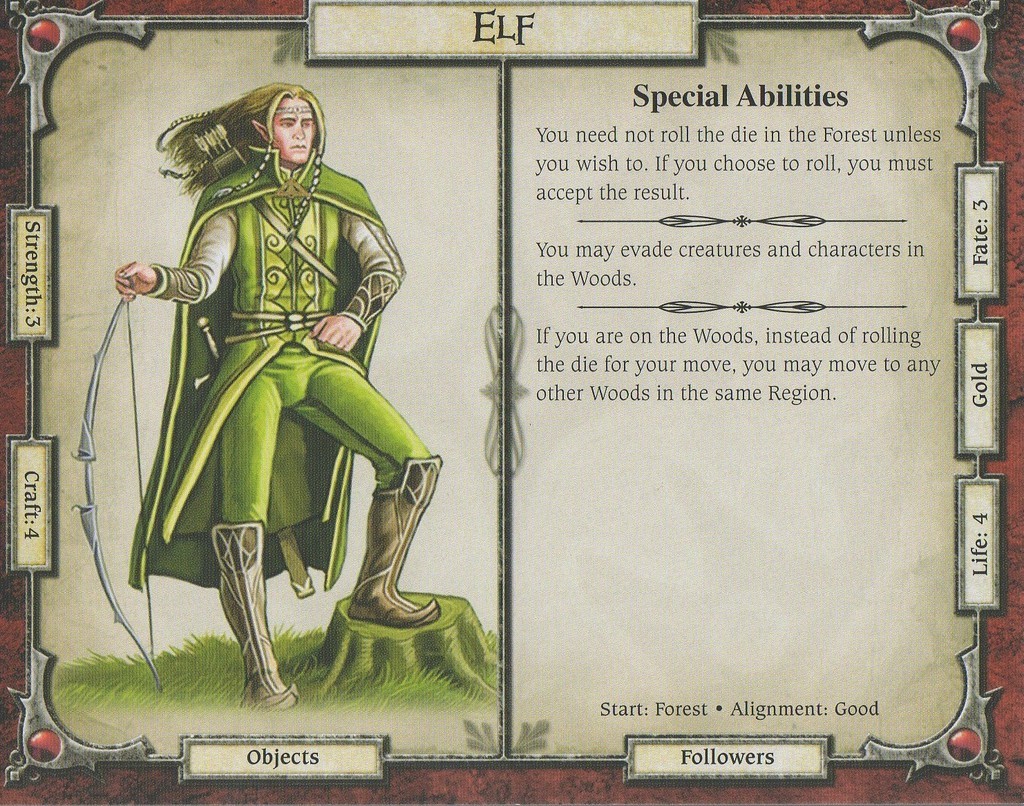 ELF
Strength: 3
Craft: 4
Special Abilities
You need not roll the die in the Forest unless
you wish to. If you choose to roll, you must
accept the result.
You may evade creatures and characters in
the Woods.
If you are on the Woods, instead of rolling
the die for your move, you may move to any
other Woods in the same Region.
Start: Forest • Alignment: Good
Fate: 3
Gold
Life: 4
Objects
Followers